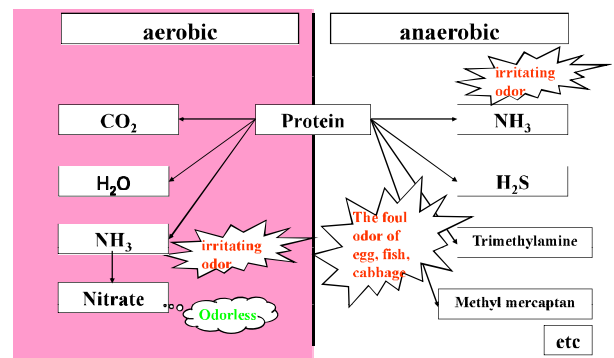 aerobic
anaerobic
irritating
odor
CO₂
Protein
NH₃
H₂O
H₂S
The foul
odor of
egg, fish,
cabbage
NH₃
irritating
odor
Trimethylamine
Nitrate
Odorless
Methyl mercaptan
etc